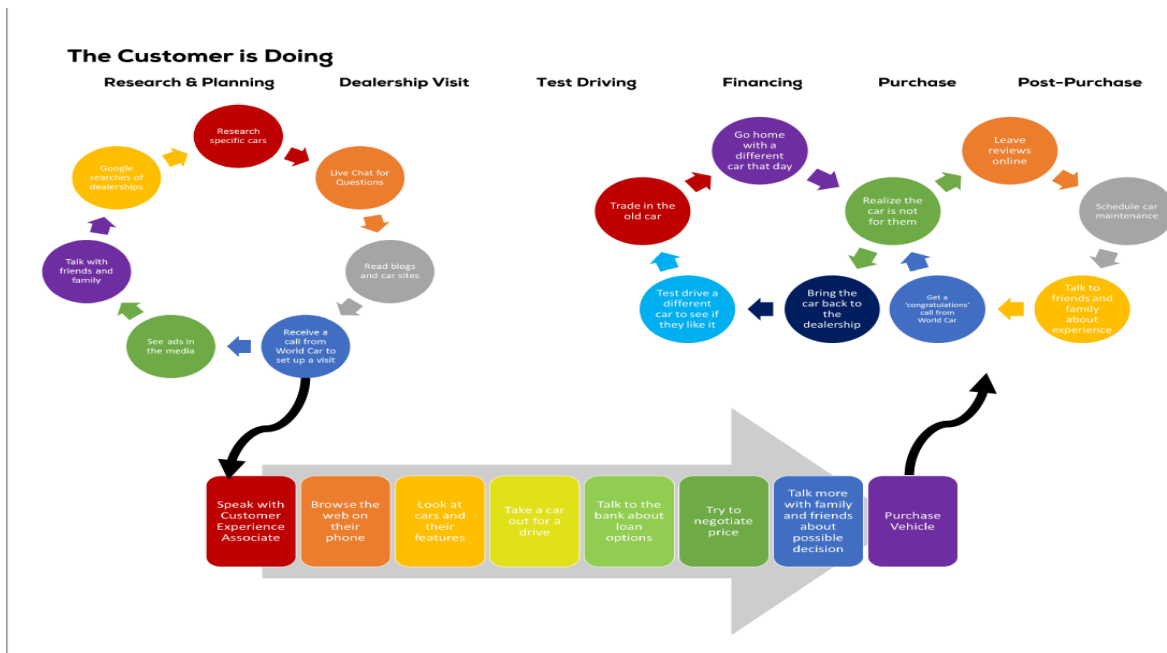 The Customer is Doing
Research & Planning
Dealership Visit
Test Driving
Financing
Purchase
Post-Purchase
Research
specific cars
Live Chat for
Questions
Read blogs
and car sites
Receive a
call from
World Car to
set up a visit
See ads in
the media
Talk with
friends and
family
Google
searches of
dealerships
Go home
with a
different
car that day
Realize the
car is not
for them
Bring the
car back to
the
dealership
Test drive a
different
car to see if
they like it
Trade in the
old car
Leave
reviews
online
Schedule car
maintenance
Talk to
friends and
family
about
experience
Get a
‘congratulations’
call from
World Car
Speak with
Customer
Experience
Associate
Browse the
web on
their
phone
Look at
cars and
their
features
Take a car
out for a
drive
Talk to the
bank about
loan
options
Try to
negotiate
price
Talk more
with family
and friends
about
possible
decision
Purchase
Vehicle